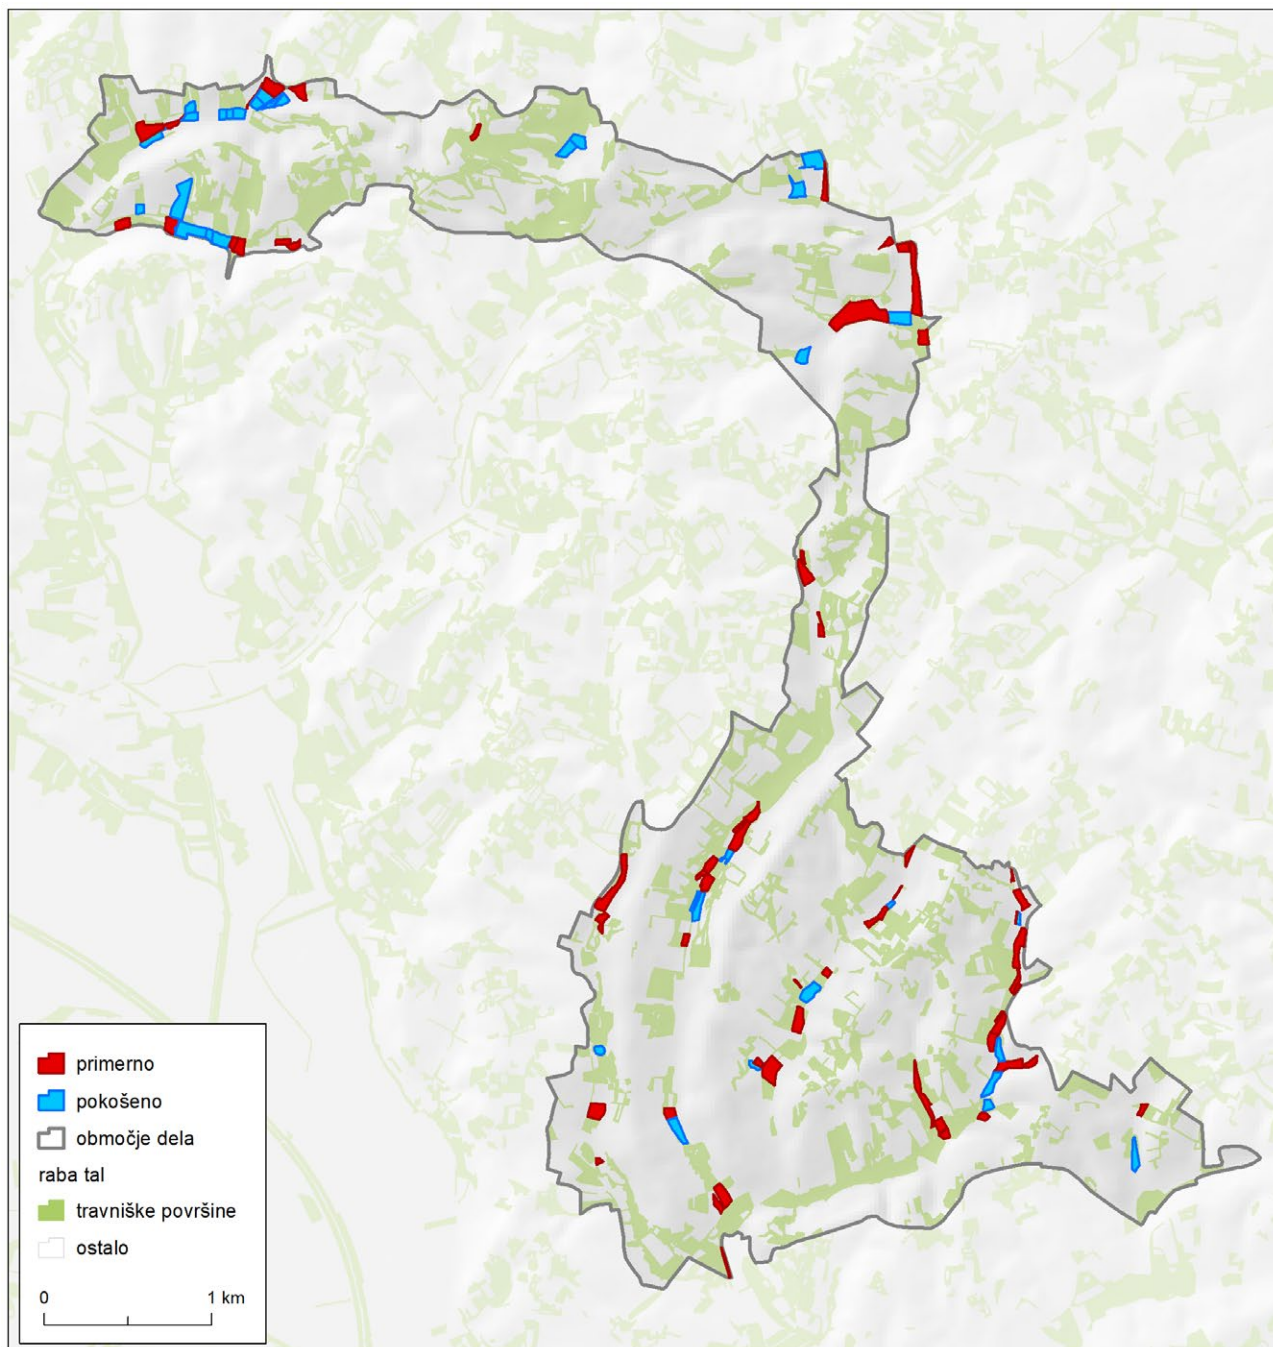 primerno
pokošeno
območje dela
raba tal
travniške površine
ostalo
0 1 km